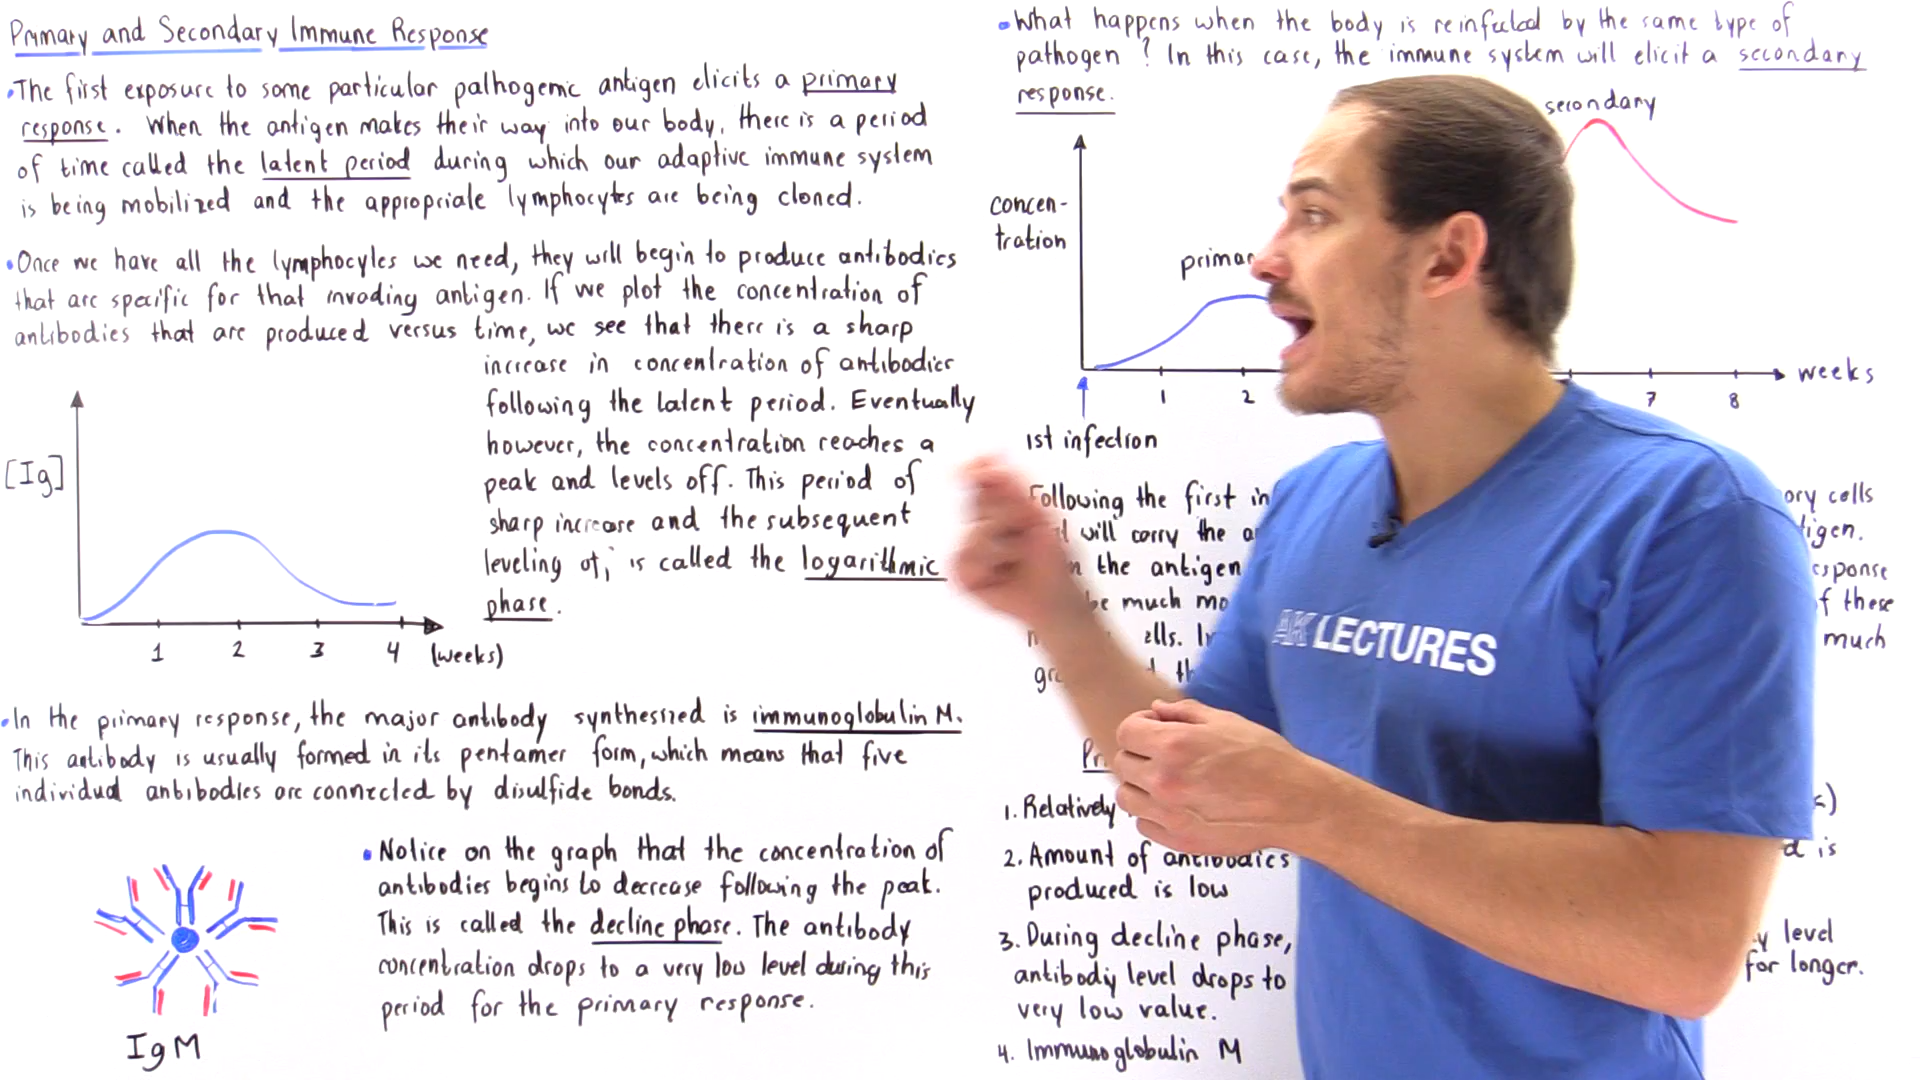 Primary and Secondary Immune Response
•The first exposure to some particular pathogenic antigen elicits a primary
response. When the antigen makes their way into our body, there is a period
of time called the latent period during which our adaptive immune system
is being mobilized and the appropriate lymphocytes are being cloned.
•Once we have all the lymphocytes we need, they will begin to produce antibodies
that are specific for that invading antigen. If we plot the concentration of
antibodies that are produced versus time, we see that there is a sharp
increase in concentration of antibodies
following the latent period. Eventually
however, the concentration reaches a
peak and levels off. This period of
sharp increase and the subsequent
leveling of, is called the logarithmic
phase.
[Ig]
1 2 3 4 (weeks)
•In the primary response, the major antibody synthesized is immunoglobulin M.
This antibody is usually formed in its pentamer form, which means that five
individual antibodies are connected by disulfide bonds.
•Notice on the graph that the concentration of
antibodies begins to decrease following the peak.
This is called the decline phase. The antibody
concentration drops to a very low level during this
period for the primary response.
IgM
•What happens when the body is reinfected by the same type of
pathogen? In this case, the immune system will elicit a secondary
response.
secondary
concen-
tration
weeks
1 2 7 8
1st infection
Following the first ory cells
will carry the
the antigen esponse
be much f these
much
1. Relatively
2. Amount of antibodies is
produced is low
3. During decline phase, level
antibody level drops to for longer.
very low value.
4. Immunoglobulin M
AK LECTURES